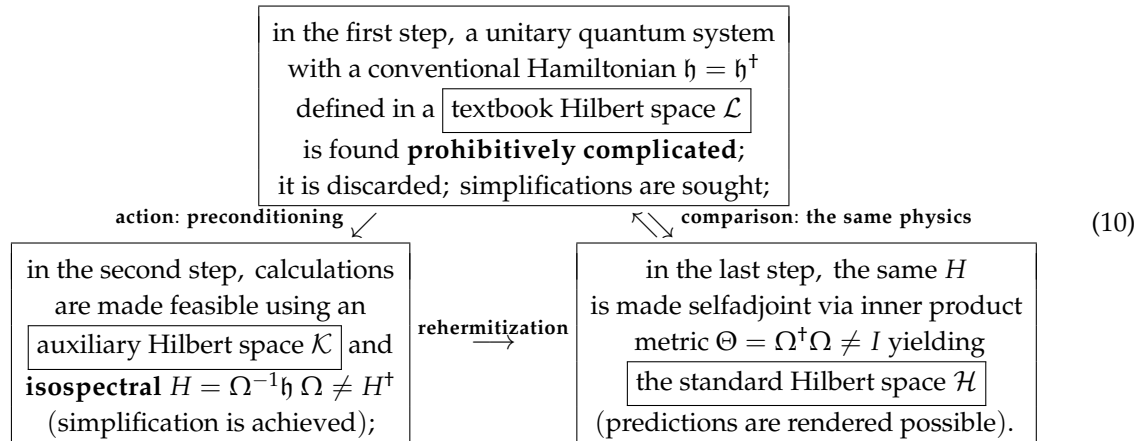 in the first step, a unitary quantum system
with a conventional Hamiltonian 𝔥 = 𝔥†
defined in a textbook Hilbert space ℒ
is found prohibitively complicated;
it is discarded; simplifications are sought;
action: preconditioning ↙ ↖↘ comparison: the same physics
(10)
in the second step, calculations
are made feasible using an
auxiliary Hilbert space 𝒦 and
isospectral H = Ω⁻¹𝔥 Ω ≠ H†
(simplification is achieved);
rehermitization
→
in the last step, the same H
is made selfadjoint via inner product
metric Θ = Ω†Ω ≠ I yielding
the standard Hilbert space ℋ
(predictions are rendered possible).